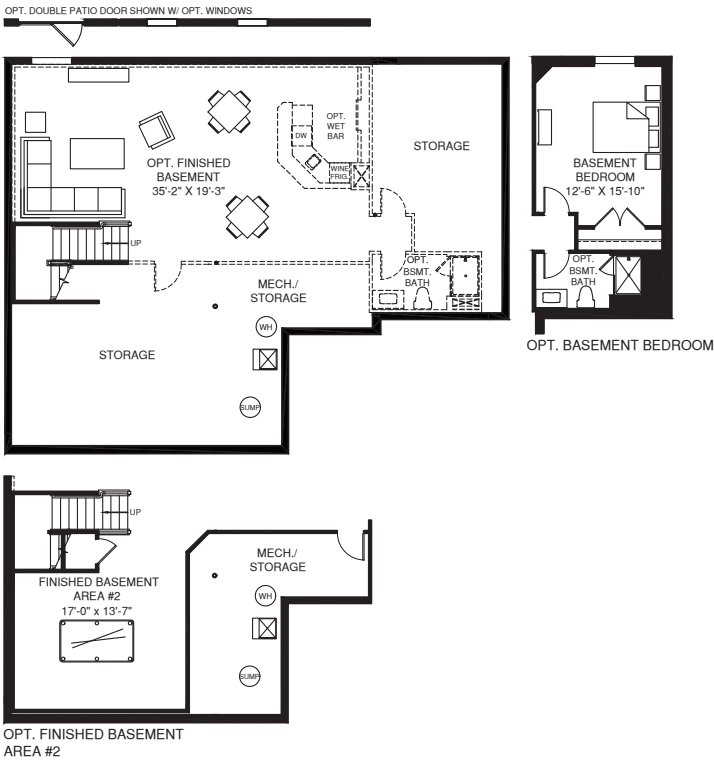 OPT. DOUBLE PATIO DOOR SHOWN W/ OPT. WINDOWS
OPT.
WET
BAR
DW
WINE
FRIG.
OPT. FINISHED
BASEMENT
35'-2" X 19'-3"
STORAGE
UP
OPT.
BSMT.
BATH
MECH./
STORAGE
WH
STORAGE
SUMP
BASEMENT
BEDROOM
12'-6" X 15'-10"
OPT.
BSMT.
BATH
OPT. BASEMENT BEDROOM
UP
MECH./
STORAGE
FINISHED BASEMENT
AREA #2
17'-0" x 13'-7"
WH
SUMP
OPT. FINISHED BASEMENT
AREA #2